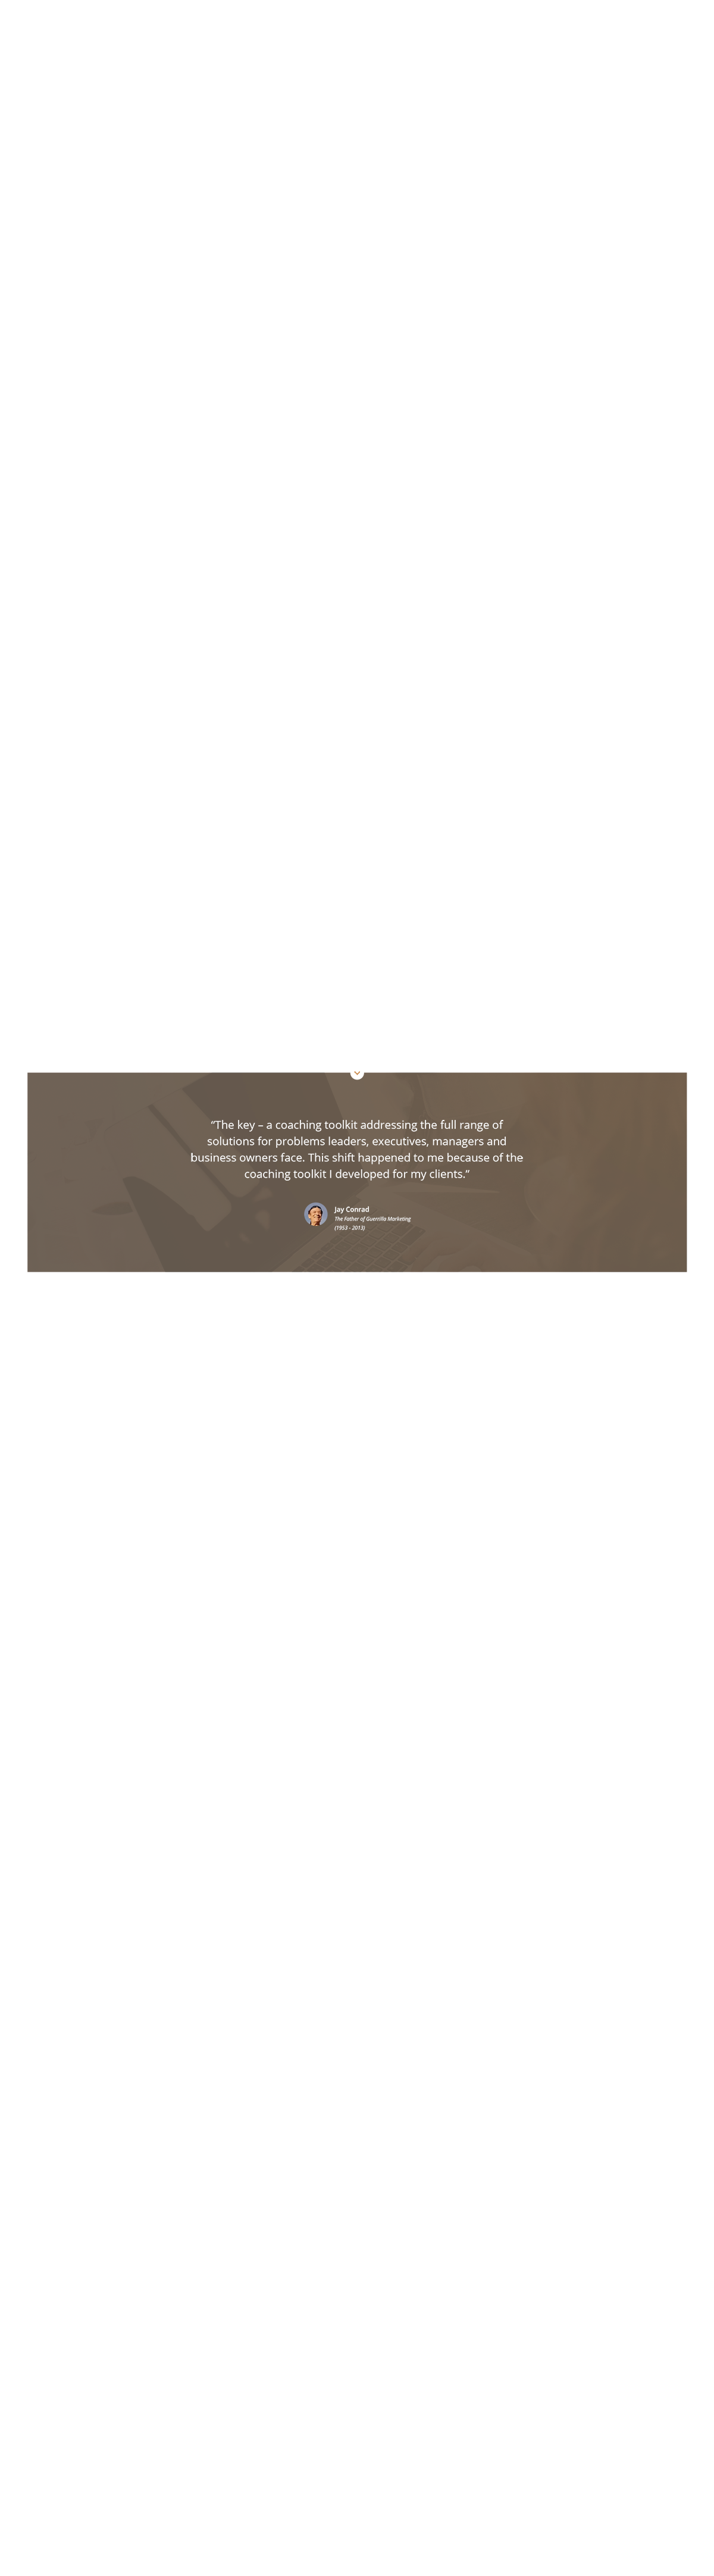 “The key – a coaching toolkit addressing the full range of
solutions for problems leaders, executives, managers and
business owners face. This shift happened to me because of the
coaching toolkit I developed for my clients.”
Jay Conrad
The Father of Guerrilla Marketing
(1953 - 2013)